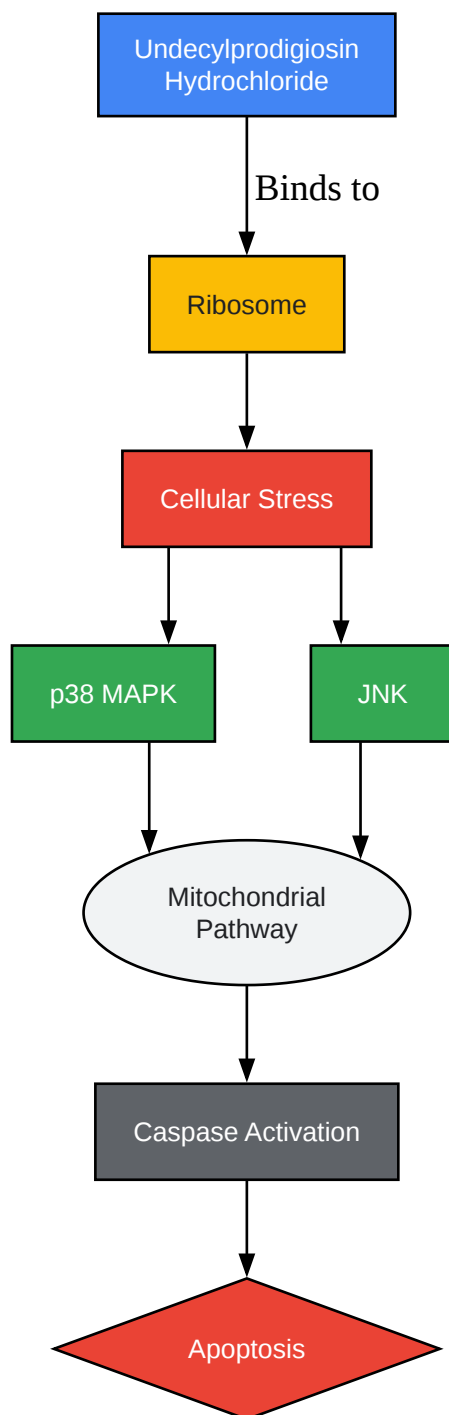 Undecylprodigiosin
Hydrochloride
Binds to
Ribosome
Cellular Stress
p38 MAPK
JNK
Mitochondrial
Pathway
Caspase Activation
Apoptosis